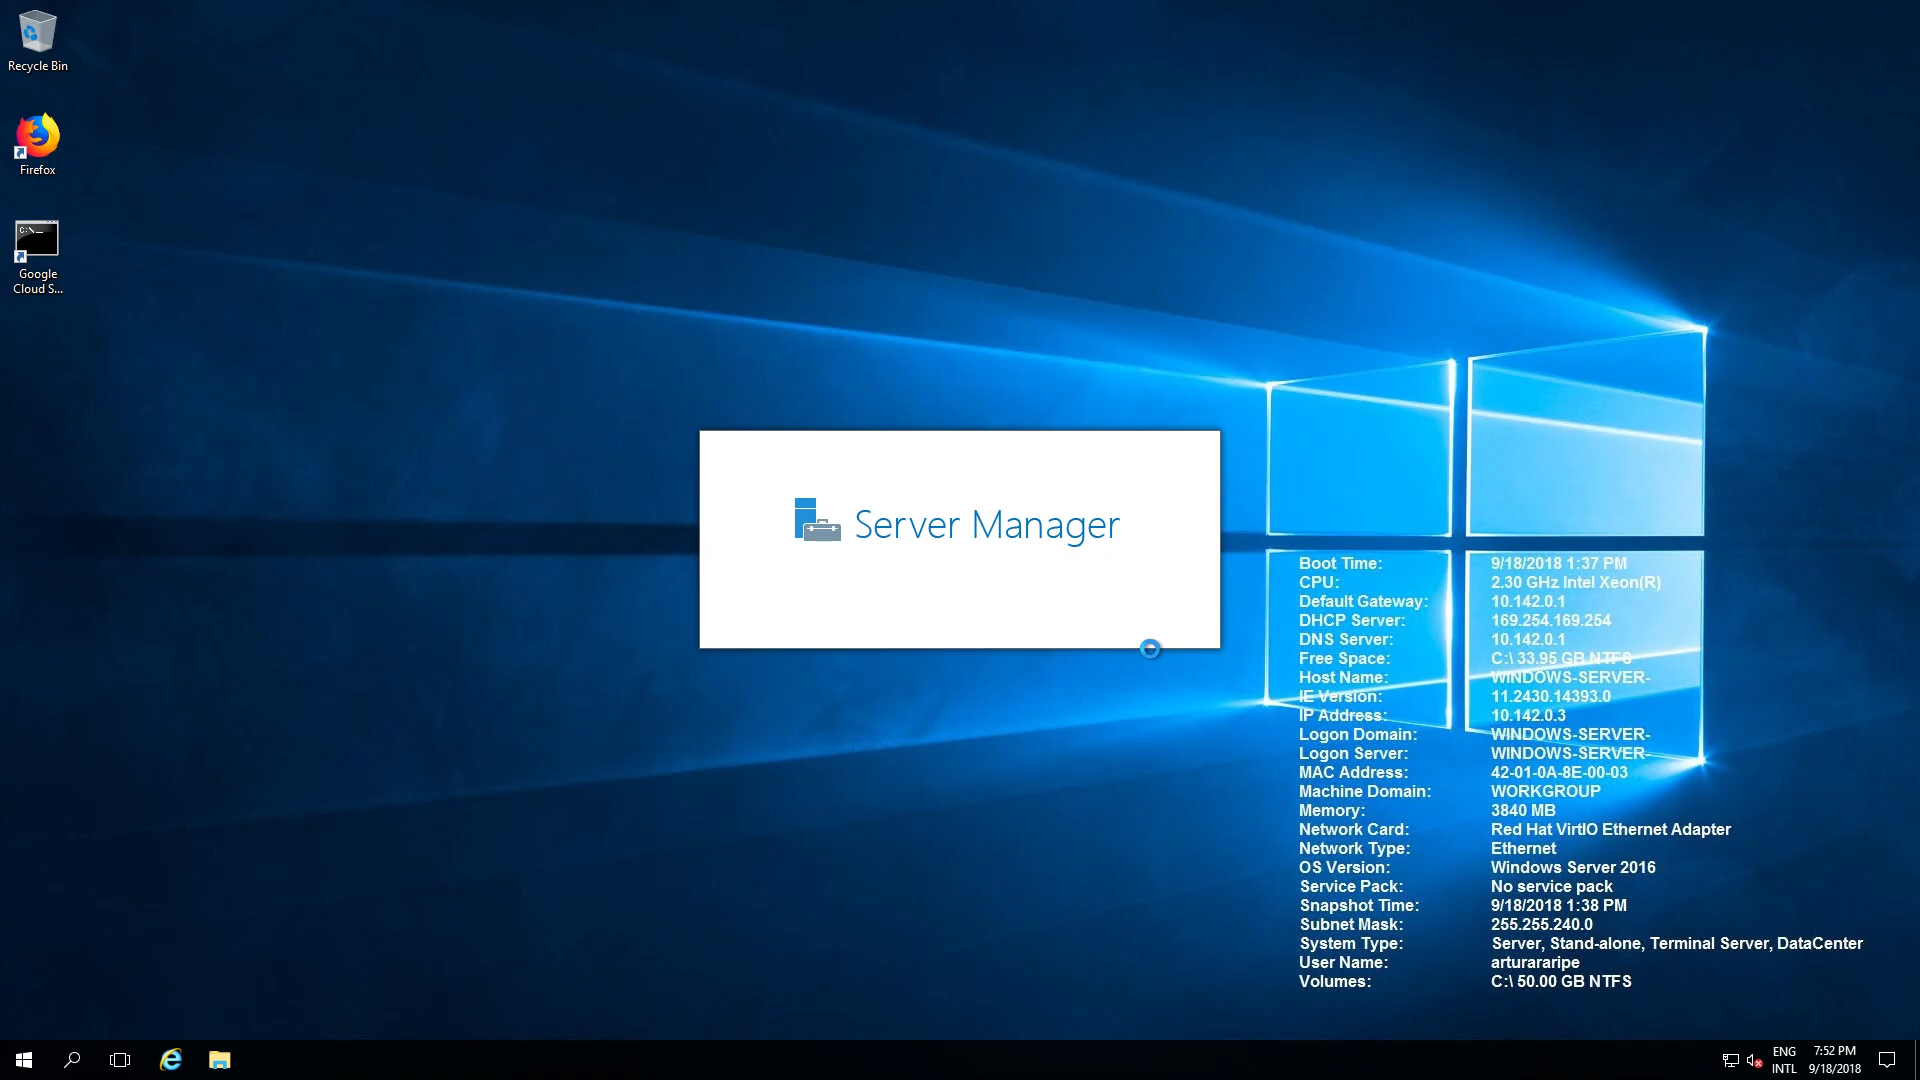 Recycle Bin
Firefox
C:\._
Google
Cloud S...
Server Manager
Boot Time: 9/18/2018 1:37 PM
CPU: 2.30 GHz Intel Xeon(R)
Default Gateway: 10.142.0.1
DHCP Server: 169.254.169.254
DNS Server: 10.142.0.1
Free Space: C:\ 33.95 GB NTFS
Host Name: WINDOWS-SERVER-
IE Version: 11.2430.14393.0
IP Address: 10.142.0.3
Logon Domain: WINDOWS-SERVER-
Logon Server: WINDOWS-SERVER-
MAC Address: 42-01-0A-8E-00-03
Machine Domain: WORKGROUP
Memory: 3840 MB
Network Card: Red Hat VirtIO Ethernet Adapter
Network Type: Ethernet
OS Version: Windows Server 2016
Service Pack: No service pack
Snapshot Time: 9/18/2018 1:38 PM
Subnet Mask: 255.255.240.0
System Type: Server, Stand-alone, Terminal Server, DataCenter
User Name: arturararipe
Volumes: C:\ 50.00 GB NTFS
ENG 7:52 PM
INTL 9/18/2018